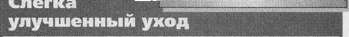 Слегка
улучшенный уход